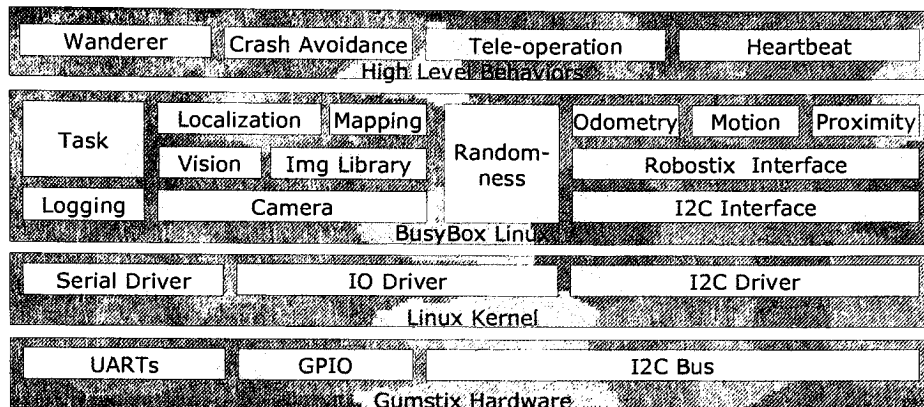 Wanderer Crash Avoidance Tele-operation Heartbeat
High Level Behaviors
Task Localization Mapping Random-ness Odometry Motion Proximity
Vision Img Library Robostix Interface
Logging Camera I2C Interface
BusyBox Linux
Serial Driver IO Driver I2C Driver
Linux Kernel
UARTs GPIO I2C Bus
Gumstix Hardware